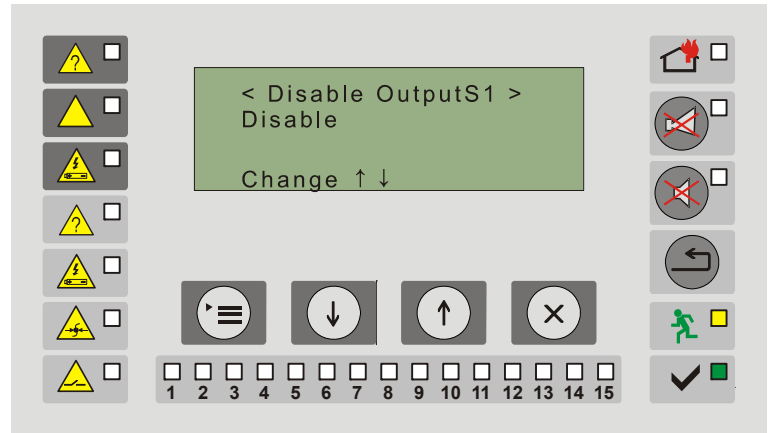 < Disable OutputS1 >
Disable
Change ↑ ↓
1 2 3 4 5 6 7 8 9 10 11 12 13 14 15